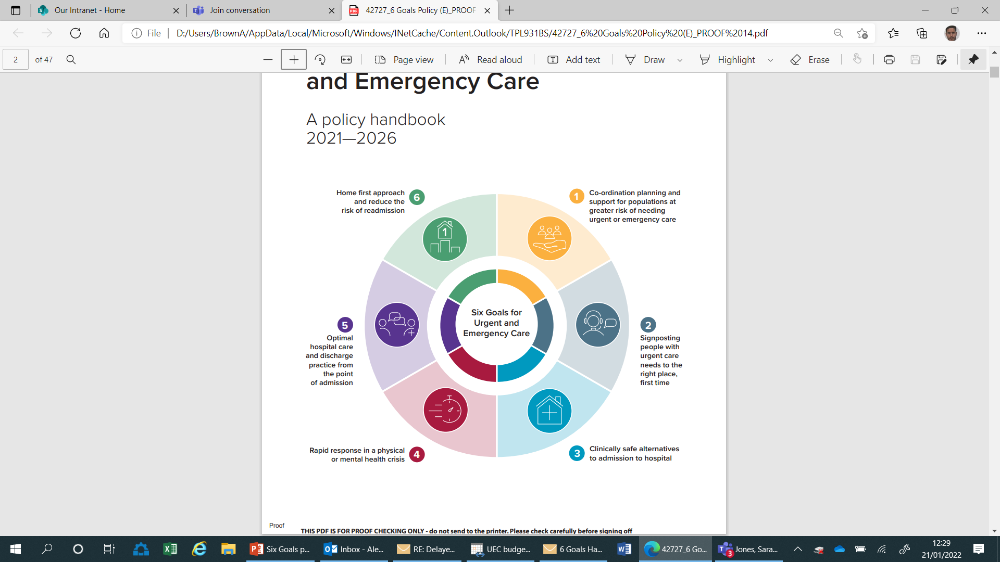 Our Intranet - Home
Join conversation
42727_6 Goals Policy (E)_PROOF
File
D:/Users/BrownA/AppData/Local/Microsoft/Windows/INetCache/Content.Outlook/TPL931BS/42727_6%20Goals%20Policy%20(E)_PROOF%2014.pdf
2 of 47
Page view
Read aloud
Add text
Draw
Highlight
Erase
and Emergency Care
A policy handbook
2021—2026
Home first approach
and reduce the
risk of readmission
6
1
1
Co-ordination planning and
support for populations at
greater risk of needing
urgent or emergency care
Six Goals for
Urgent and
Emergency Care
5
Optimal
hospital care
and discharge
practice from
the point
of admission
2
Signposting
people with
urgent care
needs to the
right place,
first time
Rapid response in a physical
or mental health crisis
4
3
Clinically safe alternatives
to admission to hospital
Proof
THIS PDF IS FOR PROOF CHECKING ONLY - do not send to the printer. Please check carefully before signing off
Six Goals p...
Inbox - Ale...
RE: Delaye...
UEC budge...
6 Goals Ha...
42727_6 Go...
3
Jones, Sara...
12:29
21/01/2022